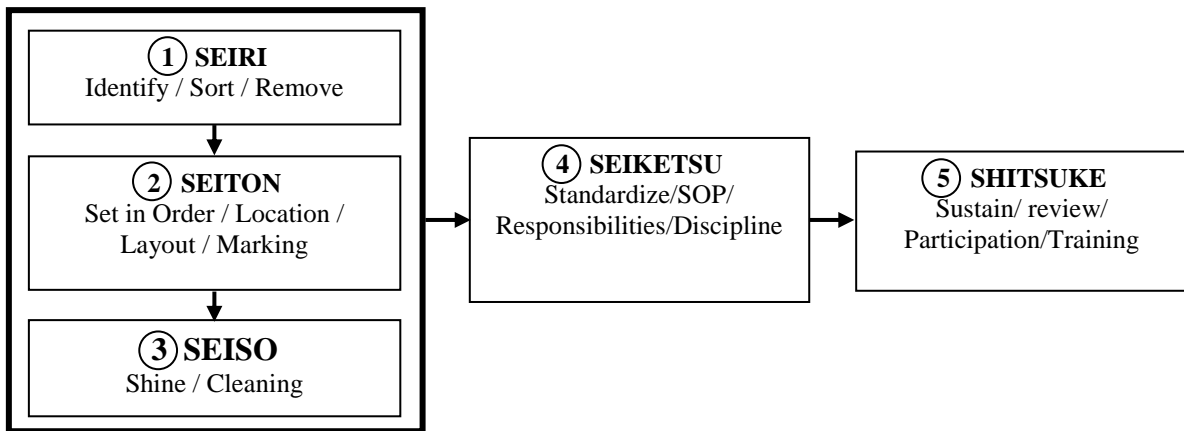 1 SEIRI
Identify / Sort / Remove
2 SEITON
Set in Order / Location /
Layout / Marking
3 SEISO
Shine / Cleaning
4 SEIKETSU
Standardize/SOP/
Responsibilities/Discipline
5 SHITSUKE
Sustain/ review/
Participation/Training